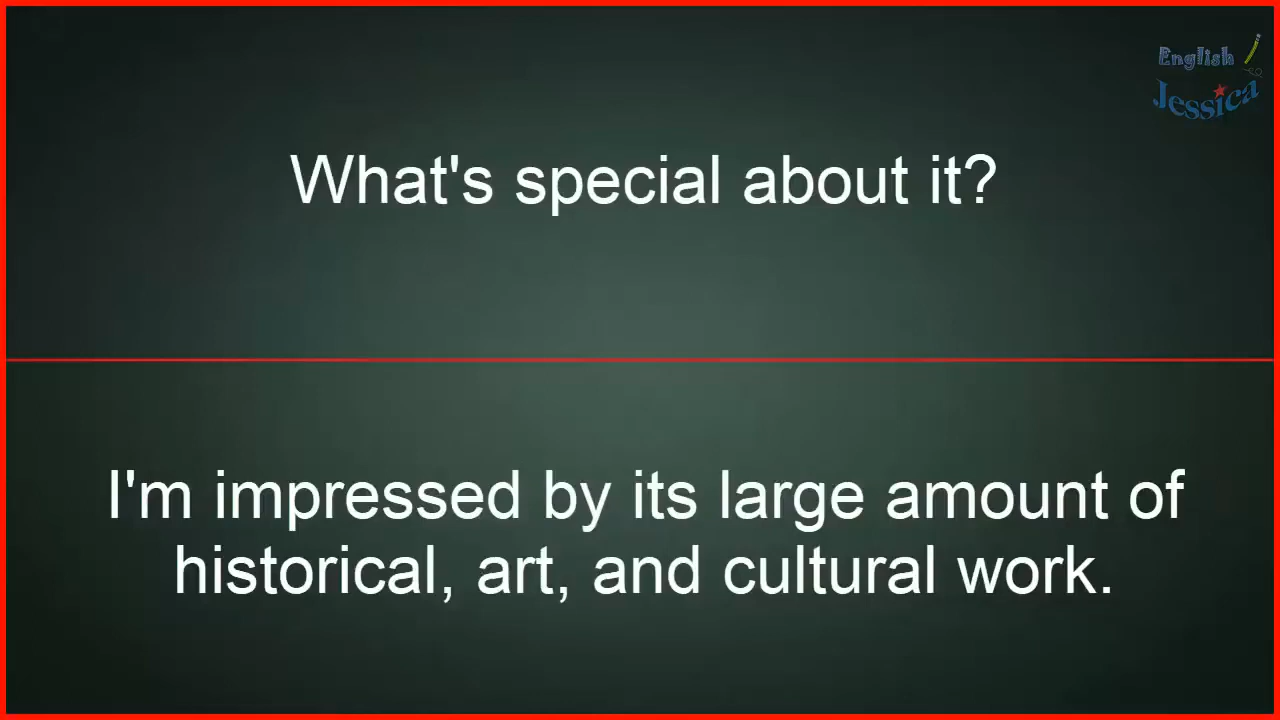 English
Jessica
What's special about it?
I'm impressed by its large amount of
historical, art, and cultural work.